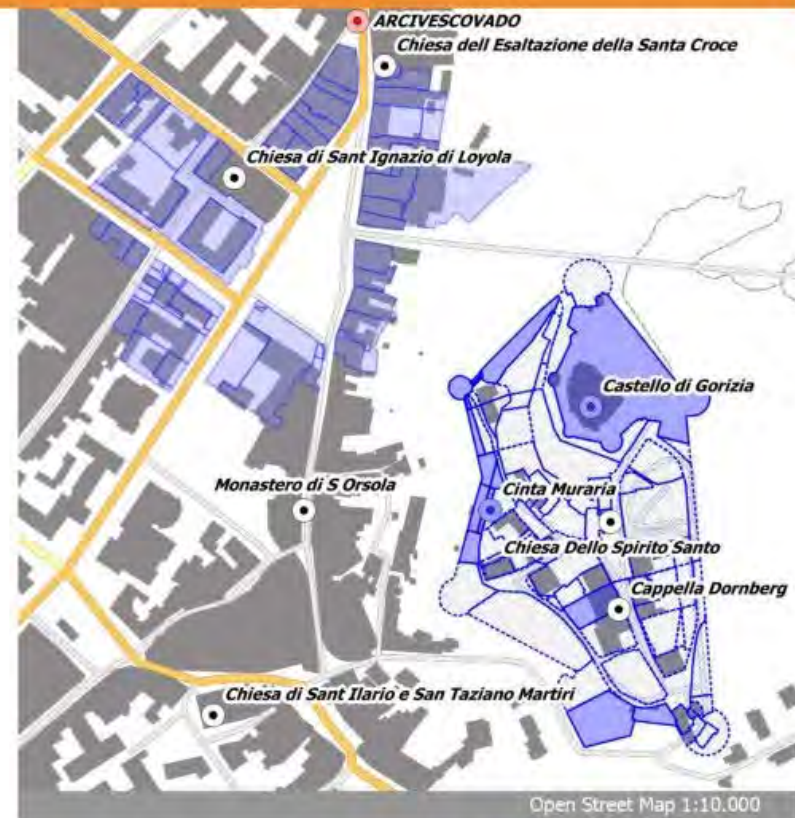 ARCIVESCOVADO
Chiesa dell Esaltazione della Santa Croce
Chiesa di Sant Ignazio di Loyola
Castello di Gorizia
Monastero di S Orsola
Cinta Muraria
Chiesa Dello Spirito Santo
Cappella Dornberg
Chiesa di Sant Ilario e San Taziano Martiri
Open Street Map 1:10.000